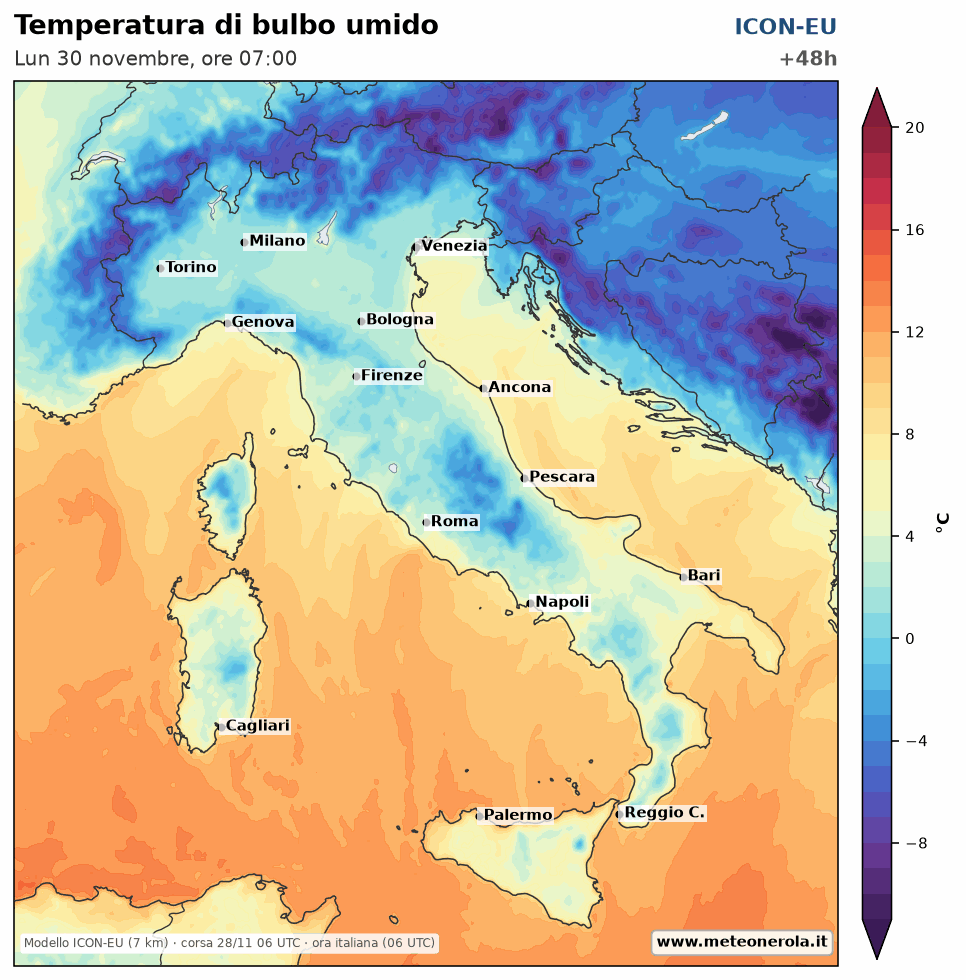 Temperatura di bulbo umido
ICON-EU
Lun 30 novembre, ore 07:00
+48h
Milano
Venezia
Torino
Genova
Bologna
Firenze
Ancona
Pescara
Roma
Bari
Napoli
Cagliari
Palermo
Reggio C.
20
16
12
8
4
0
−4
−8
°C
Modello ICON-EU (7 km) · corsa 28/11 06 UTC · ora italiana (06 UTC)
www.meteonerola.it